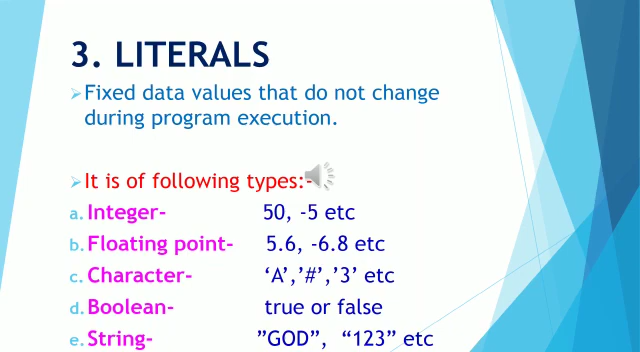 3. LITERALS
➢Fixed data values that do not change
during program execution.
➢It is of following types:-
a. Integer- 50, -5 etc
b. Floating point- 5.6, -6.8 etc
c. Character- ‘A’,’#’,’3’ etc
d. Boolean- true or false
e. String- ”GOD”, “123” etc